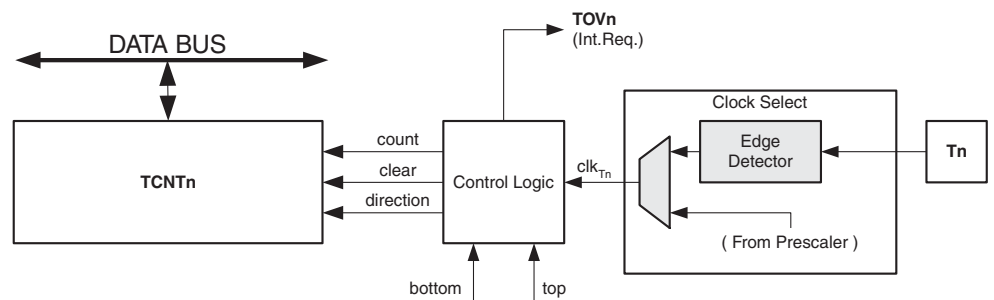 TOVn
(Int.Req.)
DATA BUS
Clock Select
count
Edge
Detector
Tn
TCNTn
clear
Control Logic
clkTn
direction
( From Prescaler )
bottom
top